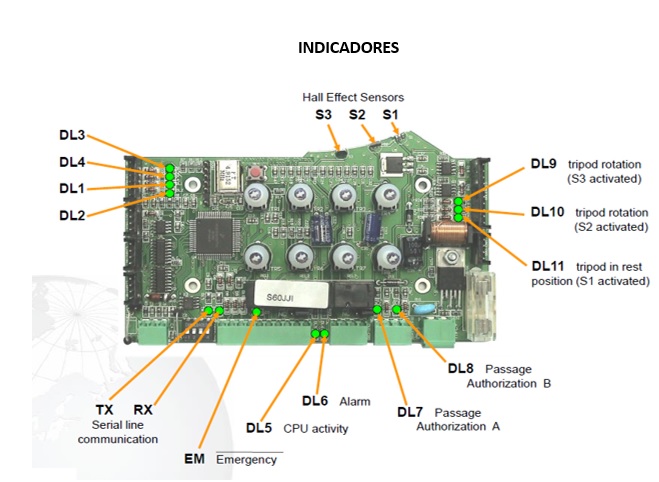 INDICADORES
Hall Effect Sensors
S3 S2 S1
DL3
DL4
DL1
DL2
DL9 tripod rotation
(S3 activated)
DL10 tripod rotation
(S2 activated)
DL11 tripod in rest
position (S1 activated)
S60JJI
DL8 Passage
Authorization B
DL7 Passage
Authorization A
DL6 Alarm
DL5 CPU activity
TX RX
Serial line
communication
EM Emergency